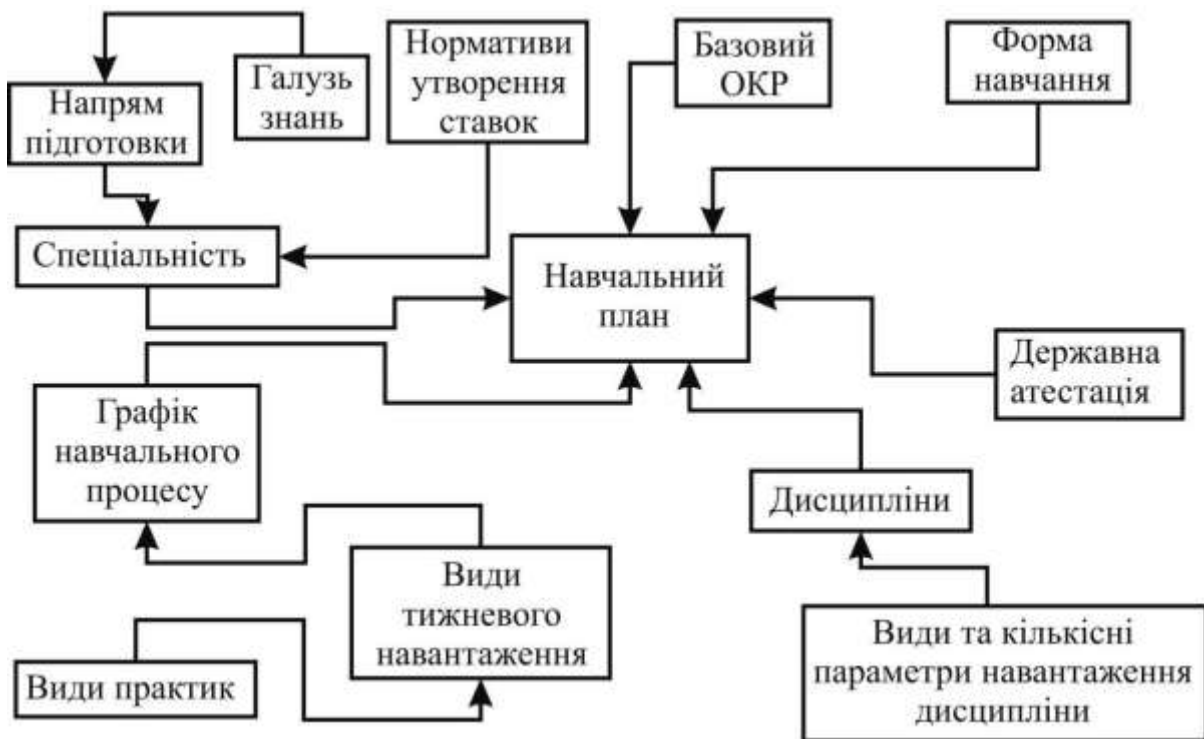 Галузь
знань
Нормативи
утворення
ставок
Базовий
ОКР
Форма
навчання
Напрям
підготовки
Спеціальність
Навчальний
план
Державна
атестація
Графік
навчального
процесу
Дисципліни
Види
тижневого
навантаження
Види практик
Види та кількісні
параметри навантаження
дисципліни